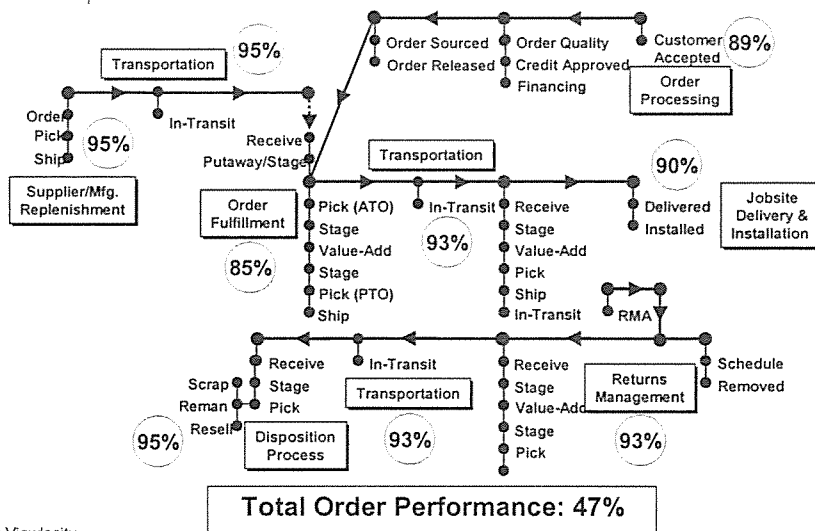 95%
Transportation
Order Sourced
Order Released
Order Quality
Credit Approved
Financing
Customer
Accepted
89%
Order
Processing
Order
Pick
Ship
95%
In-Transit
Supplier/Mfg.
Replenishment
Receive
Putaway/Stage
Transportation
90%
Order
Fulfillment
85%
Pick (ATO)
Stage
Value-Add
Stage
Pick (PTO)
Ship
In-Transit
93%
Receive
Stage
Value-Add
Pick
Ship
In-Transit
Delivered
Installed
Jobsite
Delivery &
Installation
RMA
Schedule
Removed
Returns
Management
93%
Receive
Stage
Value-Add
Stage
Pick
In-Transit
Transportation
93%
Receive
Stage
Pick
Scrap
Reman
Resell
95%
Disposition
Process
Total Order Performance: 47%